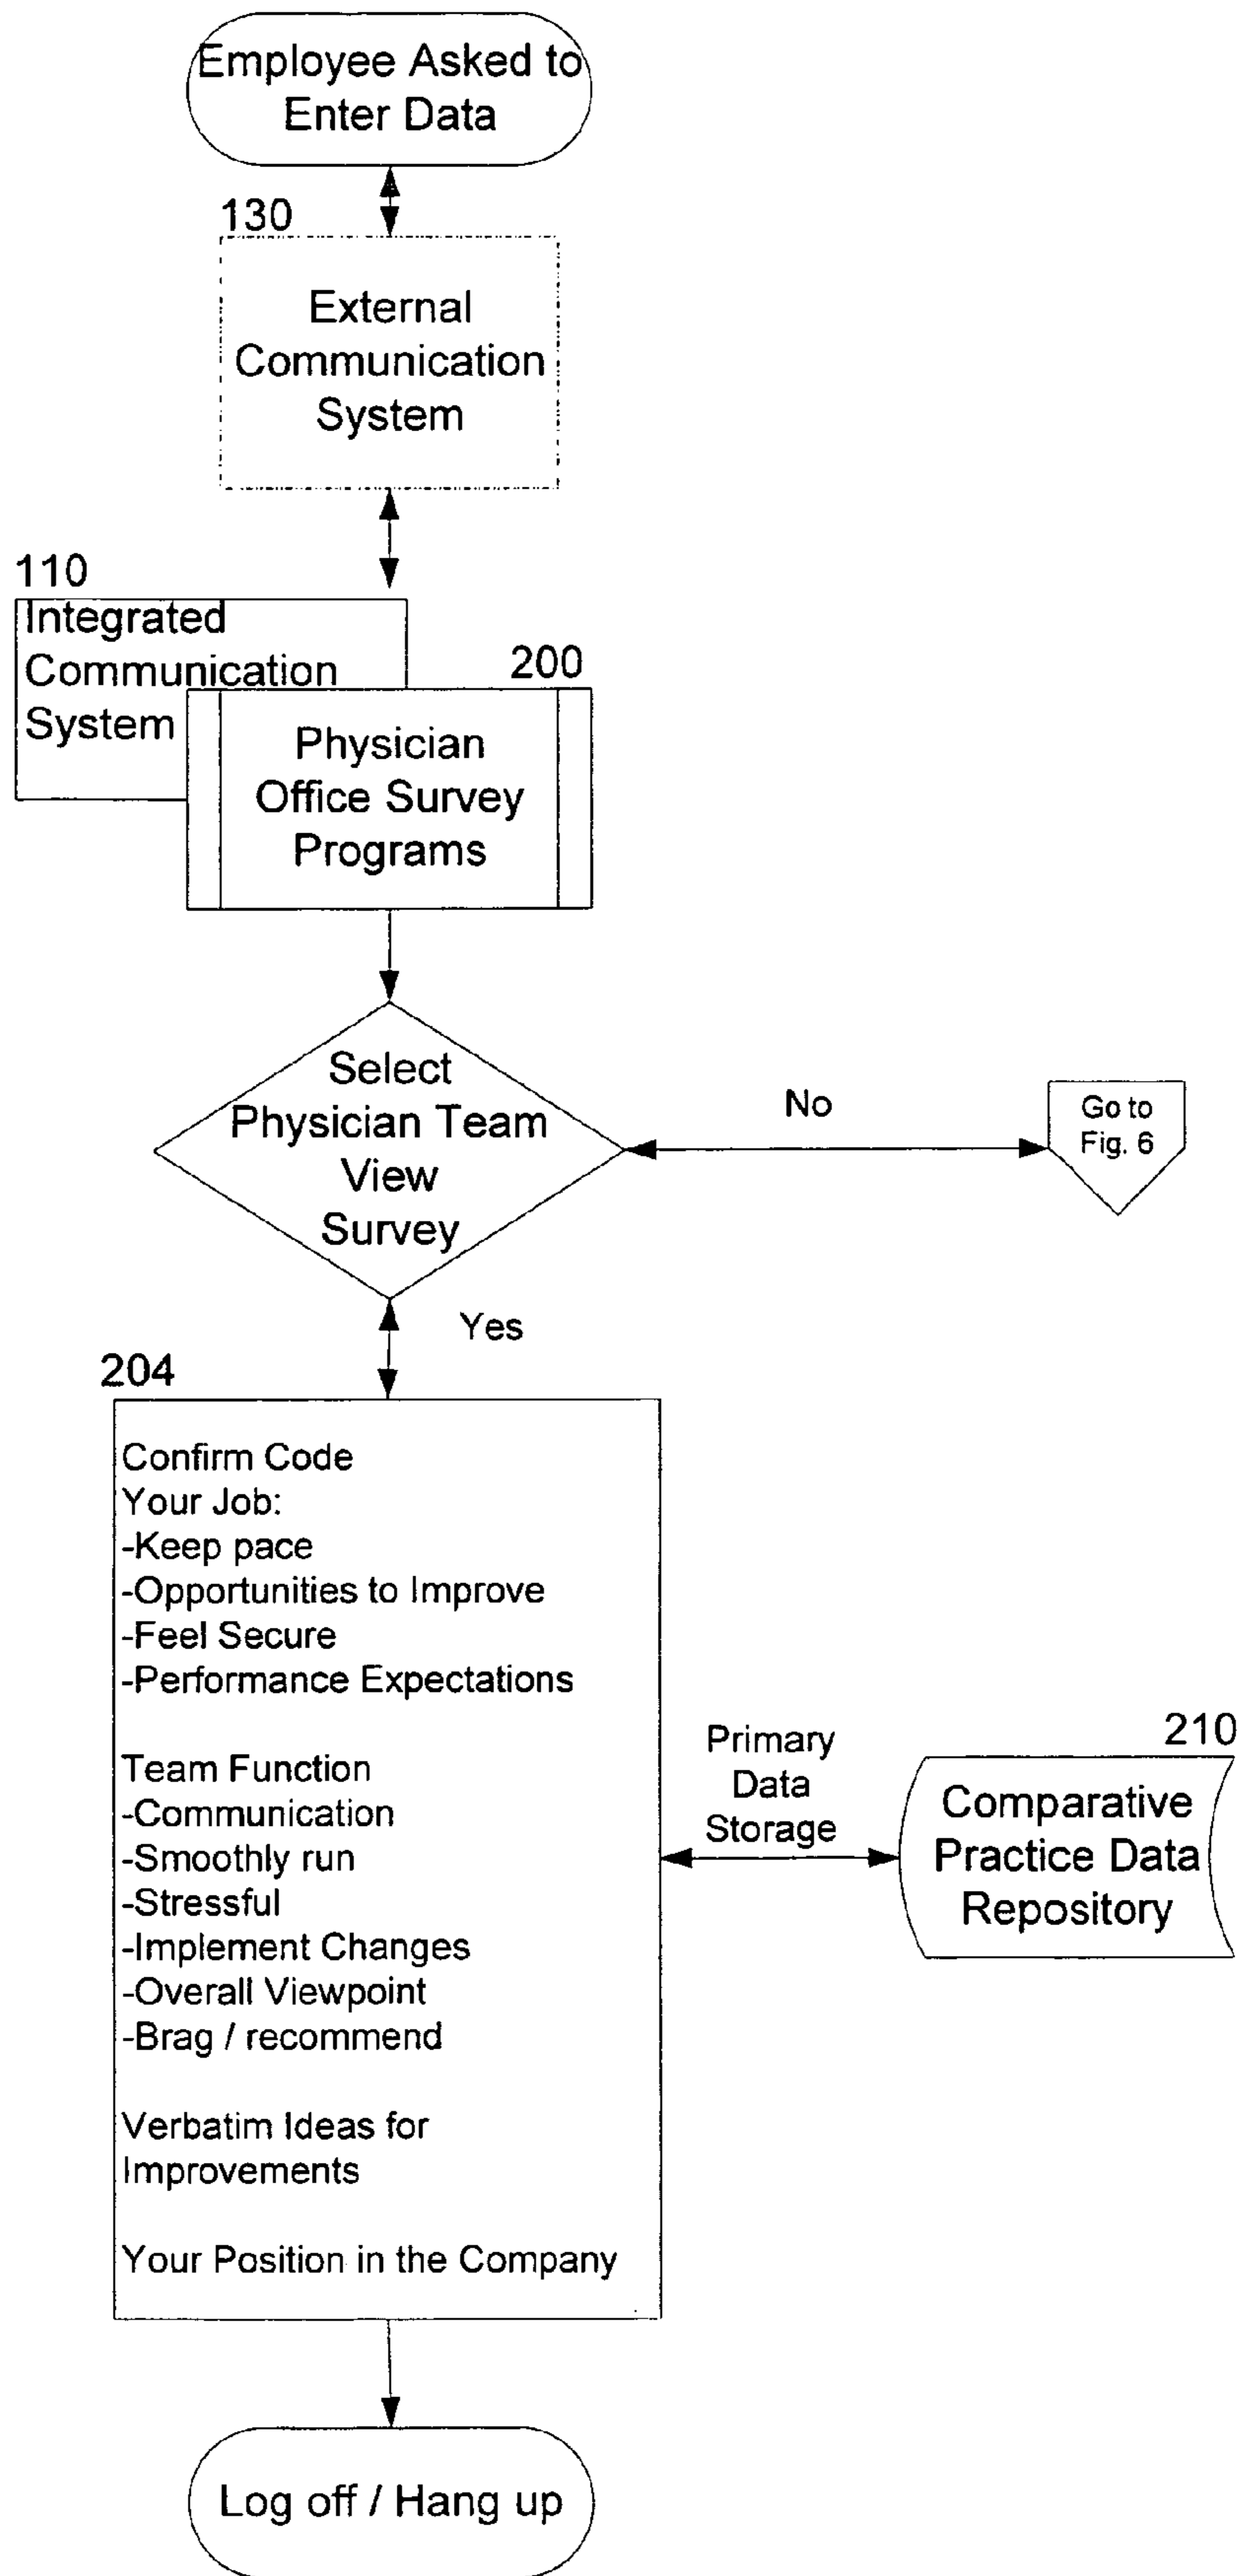 Employee Asked to
Enter Data
130
External
Communication
System
110
Integrated
Communication
System
200
Physician
Office Survey
Programs
Select
Physician Team
View
Survey
No
Go to
Fig. 6
Yes
204
Confirm Code
Your Job:
-Keep pace
-Opportunities to Improve
-Feel Secure
-Performance Expectations
Team Function
-Communication
-Smoothly run
-Stressful
-Implement Changes
-Overall Viewpoint
-Brag / recommend
Verbatim Ideas for
Improvements
Your Position in the Company
Primary
Data
Storage
210
Comparative
Practice Data
Repository
Log off / Hang up